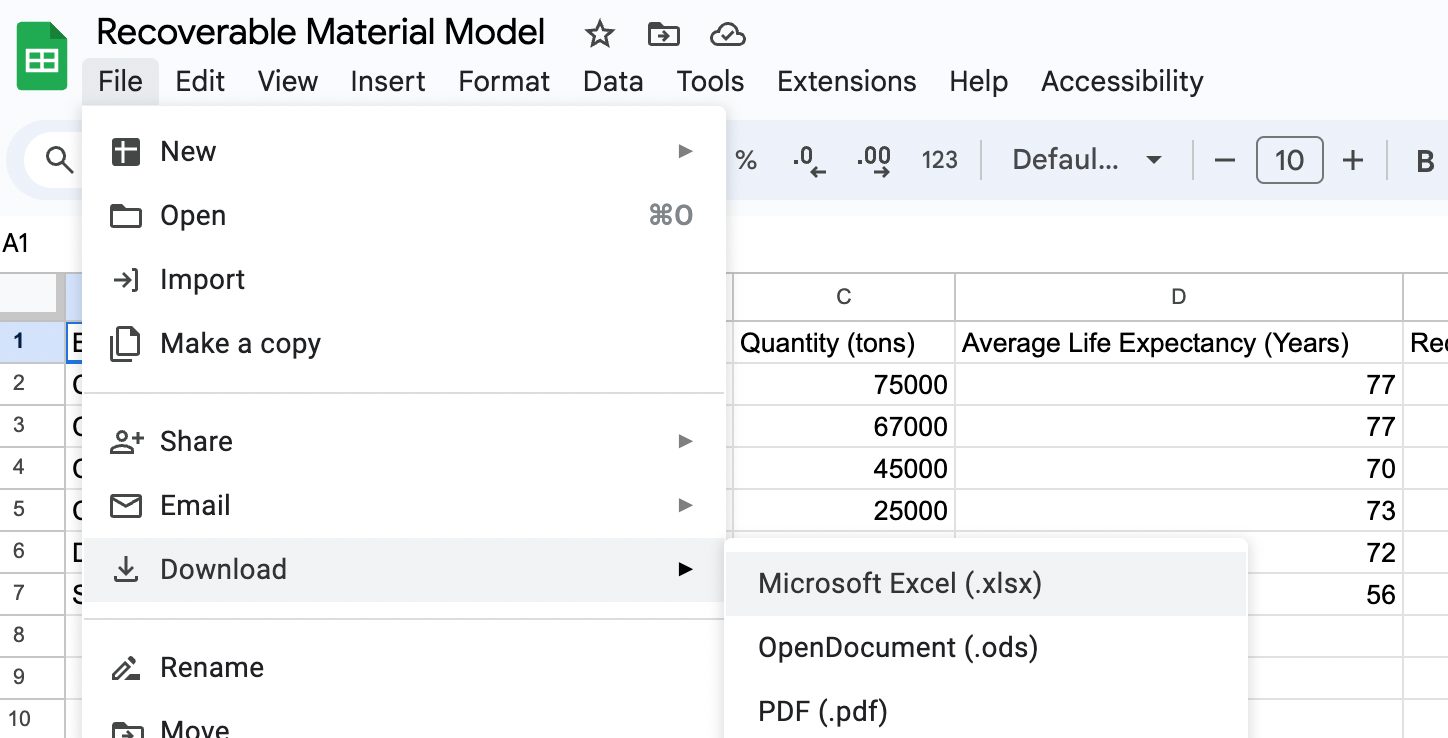 Recoverable Material Model
File Edit View Insert Format Data Tools Extensions Help Accessibility
New
Open ⌘O
Import
Make a copy
Share
Email
Download
Rename
Move
% .0 .00 123 Defaul... 10 B
A1
C D
1 Quantity (tons) Average Life Expectancy (Years)
2 75000 77
3 67000 77
4 45000 70
5 25000 73
6 72
7 56
8
9
10
Microsoft Excel (.xlsx)
OpenDocument (.ods)
PDF (.pdf)